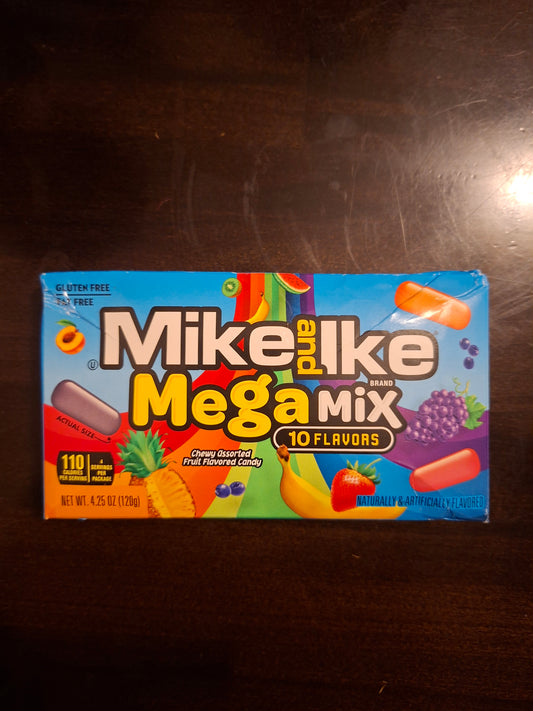 GLUTEN FREE
FAT FREE
Mike and Ike
BRAND
Mega Mix
10 FLAVORS
U
ACTUAL SIZE
Chewy Assorted
Fruit Flavored Candy
110
CALORIES
PER SERVING
4
SERVINGS
PER
PACKAGE
NET WT. 4.25 OZ (120g)
NATURALLY & ARTIFICIALLY FLAVORED